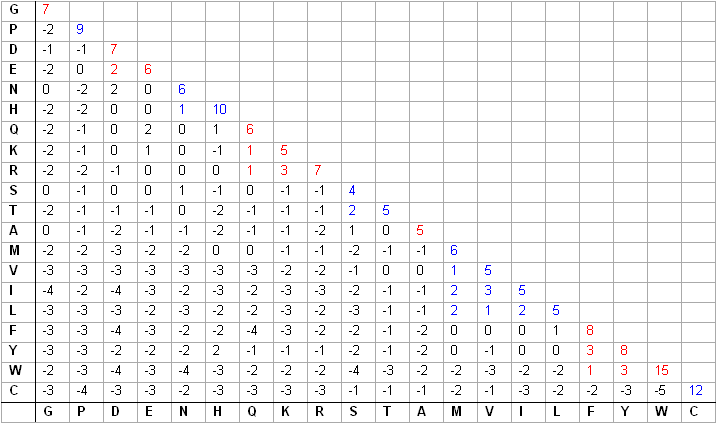 G 7
P -2 9
D -1 -1 7
E -2 0 2 6
N 0 -2 2 0 6
H -2 -2 0 0 1 10
Q -2 -1 0 2 0 1 6
K -2 -1 0 1 0 -1 1 5
R -2 -2 -1 0 0 0 1 3 7
S 0 -1 0 0 1 -1 0 -1 -1 4
T -2 -1 -1 -1 0 -2 -1 -1 -1 2 5
A 0 -1 -2 -1 -1 -2 -1 -1 -2 1 0 5
M -2 -2 -3 -2 -2 0 0 -1 -1 -2 -1 -1 6
V -3 -3 -3 -3 -3 -3 -3 -2 -2 -1 0 0 1 5
I -4 -2 -4 -3 -2 -3 -2 -3 -3 -2 -1 -1 2 3 5
L -3 -3 -3 -2 -3 -2 -2 -3 -2 -3 -1 -1 2 1 2 5
F -3 -3 -4 -3 -2 -2 -4 -3 -2 -2 -1 -2 0 0 0 1 8
Y -3 -3 -2 -2 -2 2 -1 -1 -1 -2 -1 -2 0 -1 0 0 3 8
W -2 -3 -4 -3 -4 -3 -2 -2 -2 -4 -3 -2 -2 -3 -2 -2 1 3 15
C -3 -4 -3 -3 -2 -3 -3 -3 -3 -1 -1 -1 -2 -1 -3 -2 -2 -3 -5 12
G P D E N H Q K R S T A M V I L F Y W C